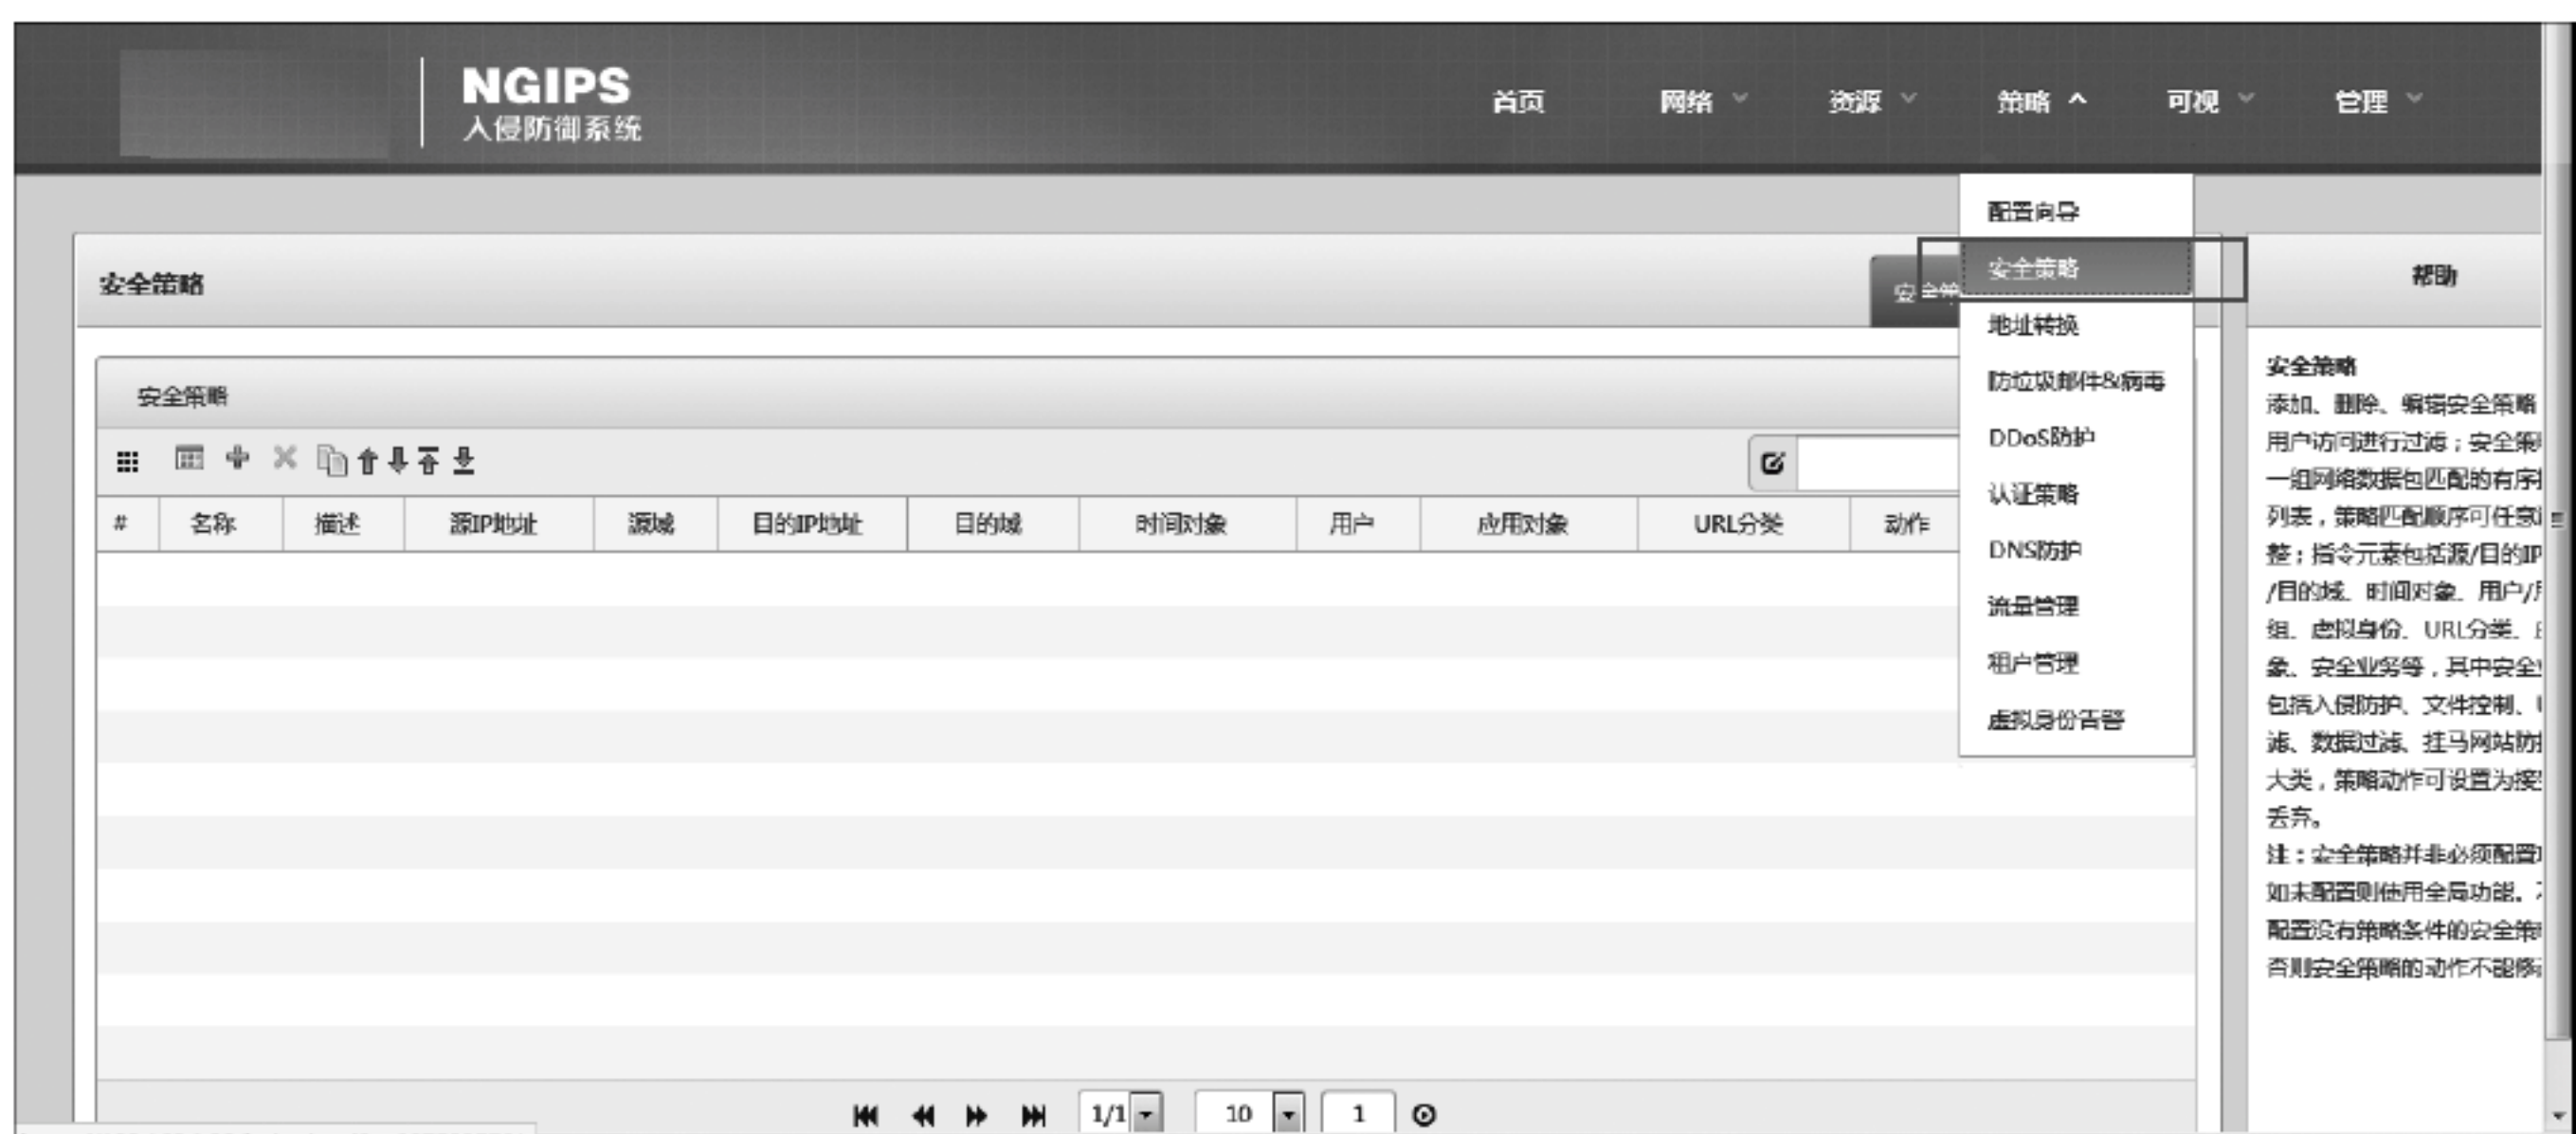 NGIPS
入侵防御系统
首页 网络 资源 策略 可视 管理
配置向导
安全策略
地址转换
防垃圾邮件&病毒
DDoS防护
认证策略
DNS防护
流量管理
租户管理
虚拟身份告警
安全策略
安全
安全策略
# 名称 描述 源IP地址 源域 目的IP地址 目的域 时间对象 用户 应用对象 URL分类 动作
1/1 10 1
帮助
安全策略
添加、删除、编辑安全策略
用户访问进行过滤；安全策
一组网络数据包匹配的有序
列表，策略匹配顺序可任意
整；指令元素包括源/目的IP
/目的域、时间对象、用户/
组、虚拟身份、URL分类、
象、安全业务等，其中安全
包括入侵防护、文件控制、
滤、数据过滤、挂马网站防
大类，策略动作可设置为接
丢弃。
注：安全策略并非必须配置
如未配置则使用全局功能。
配置没有策略条件的安全策
否则安全策略的动作不能修